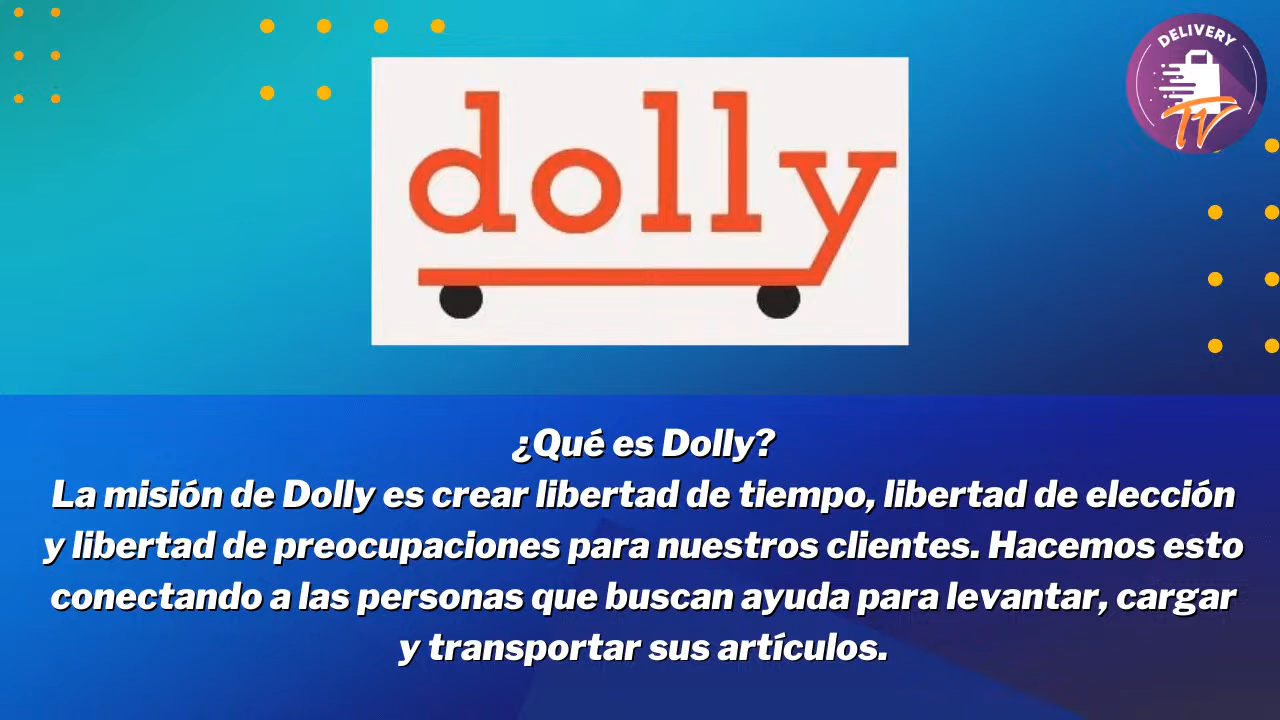 DELIVERY
TV
dolly
¿Qué es Dolly?
La misión de Dolly es crear libertad de tiempo, libertad de elección
y libertad de preocupaciones para nuestros clientes. Hacemos esto
conectando a las personas que buscan ayuda para levantar, cargar
y transportar sus artículos.